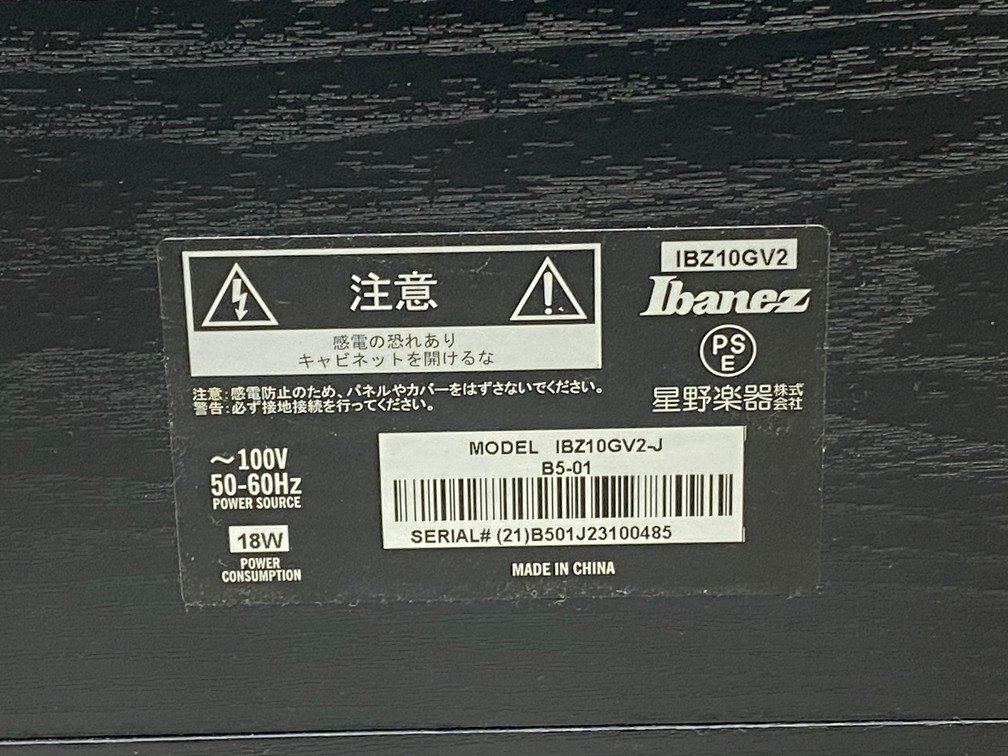 注意
感電の恐れあり
キャビネットを開けるな
注意:感電防止のため、パネルやカバーをはずさないでください。
警告:必ず接地接続を行ってください。
IBZ10GV2
Ibanez
PS
E
星野楽器株式会社
~100V
50-60Hz
POWER SOURCE
18W
POWER
CONSUMPTION
MODEL IBZ10GV2-J
B5-01
SERIAL# (21)B501J23100485
MADE IN CHINA